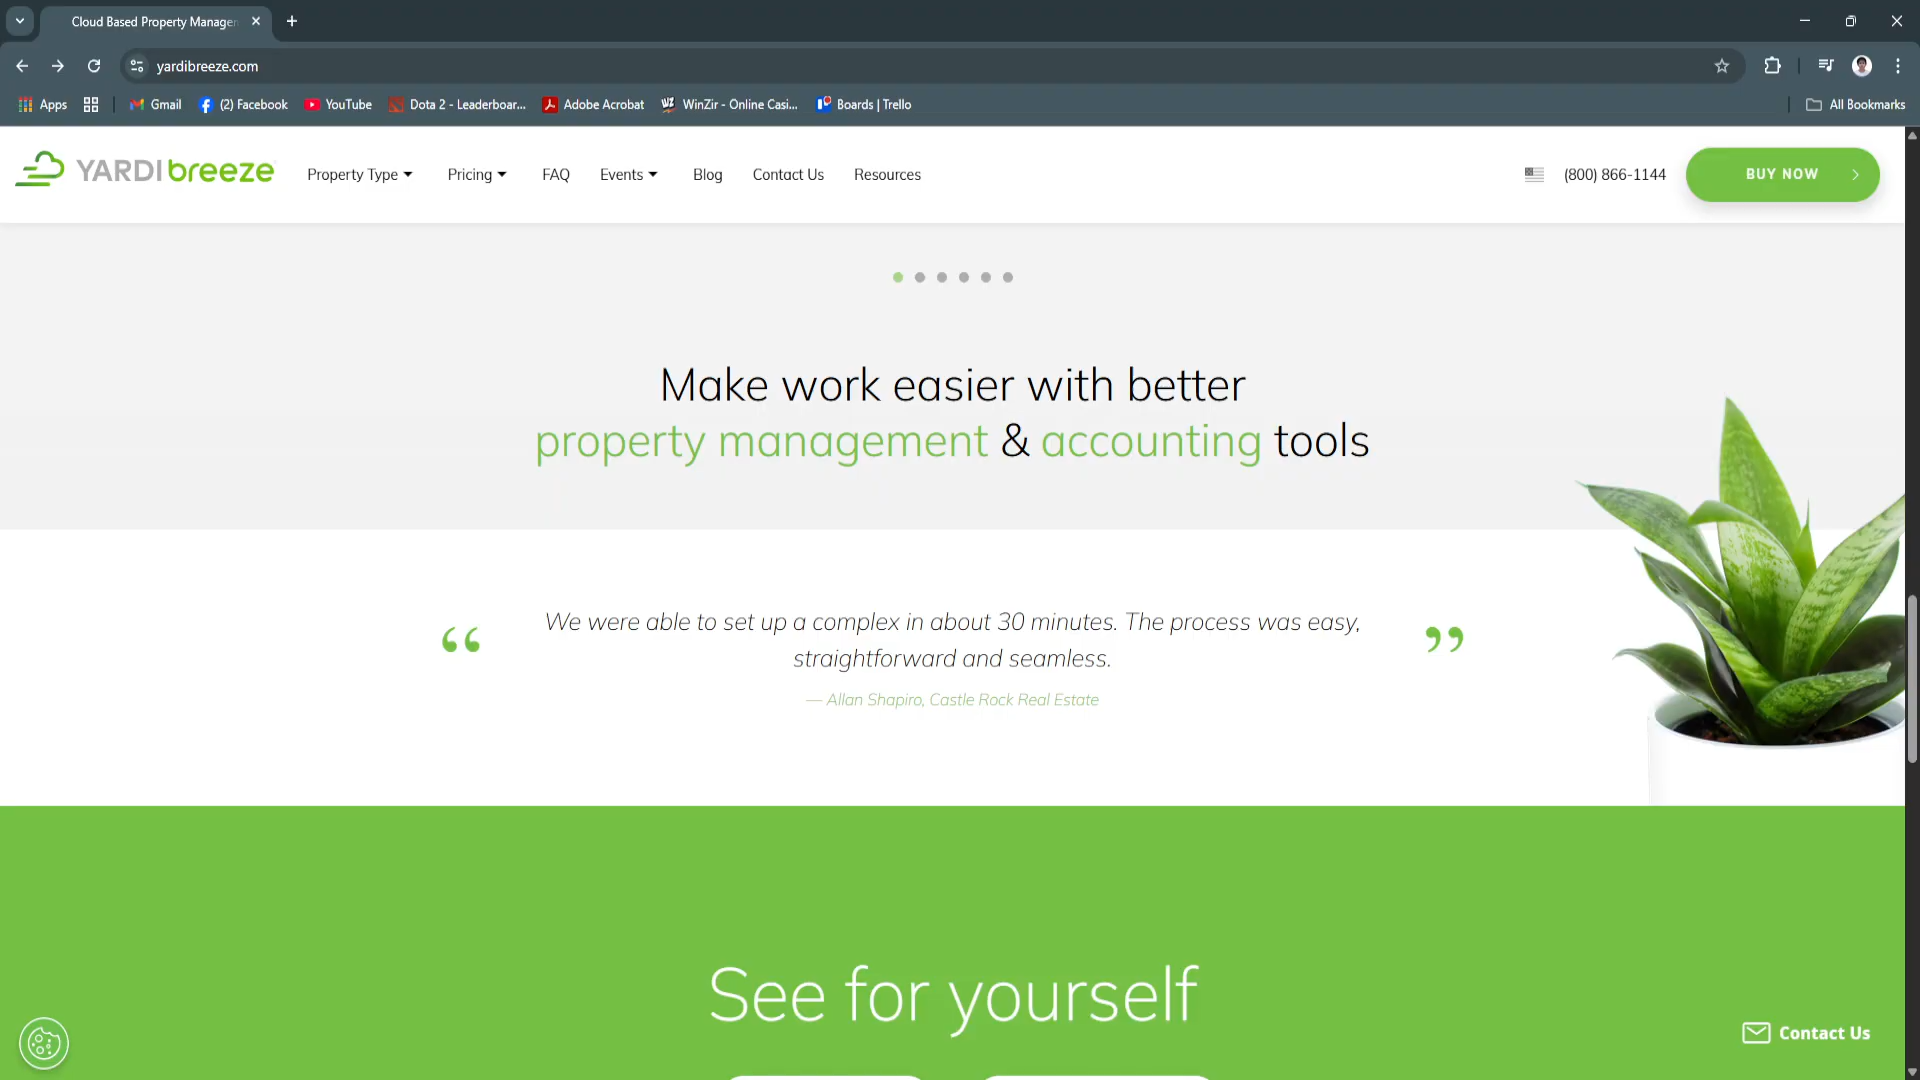 Cloud Based Property Manager
yardibreeze.com
Apps
Gmail
(2) Facebook
YouTube
Dota 2 - Leaderboar...
Adobe Acrobat
WinZir - Online Casi...
Boards | Trello
All Bookmarks
YARDI breeze
Property Type
Pricing
FAQ
Events
Blog
Contact Us
Resources
(800) 866-1144
BUY NOW
Make work easier with better
property management & accounting tools
“ We were able to set up a complex in about 30 minutes. The process was easy, ”
straightforward and seamless.
— Allan Shapiro, Castle Rock Real Estate
See for yourself
Contact Us